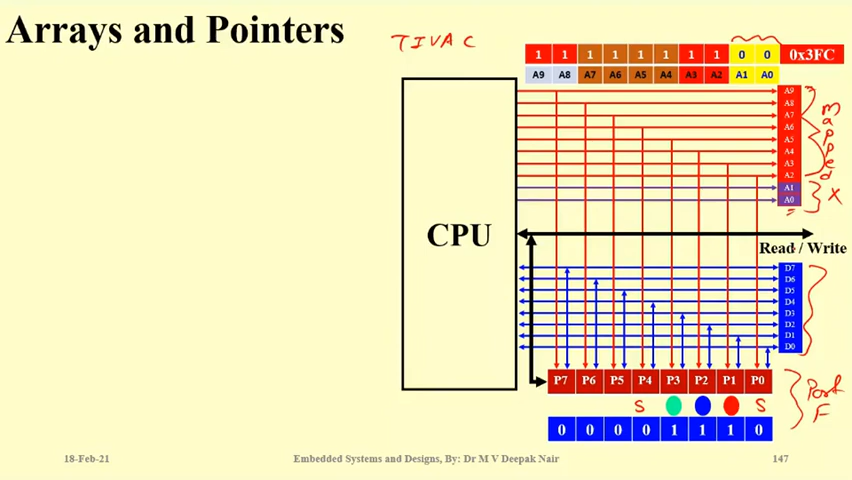 Arrays and Pointers
TIVA C
1 1 1 1 1 1 1 1 0 0 0x3FC
A9 A8 A7 A6 A5 A4 A3 A2 A1 A0
A9
A8
A7
A6
A5
A4
A3
A2
A1
A0
mapped
X
CPU
Read / Write
D7
D6
D5
D4
D3
D2
D1
D0
P7 P6 P5 P4 P3 P2 P1 P0
S S
Port
F
0 0 0 0 1 1 1 0
18-Feb-21 Embedded Systems and Designs, By: Dr M V Deepak Nair 147